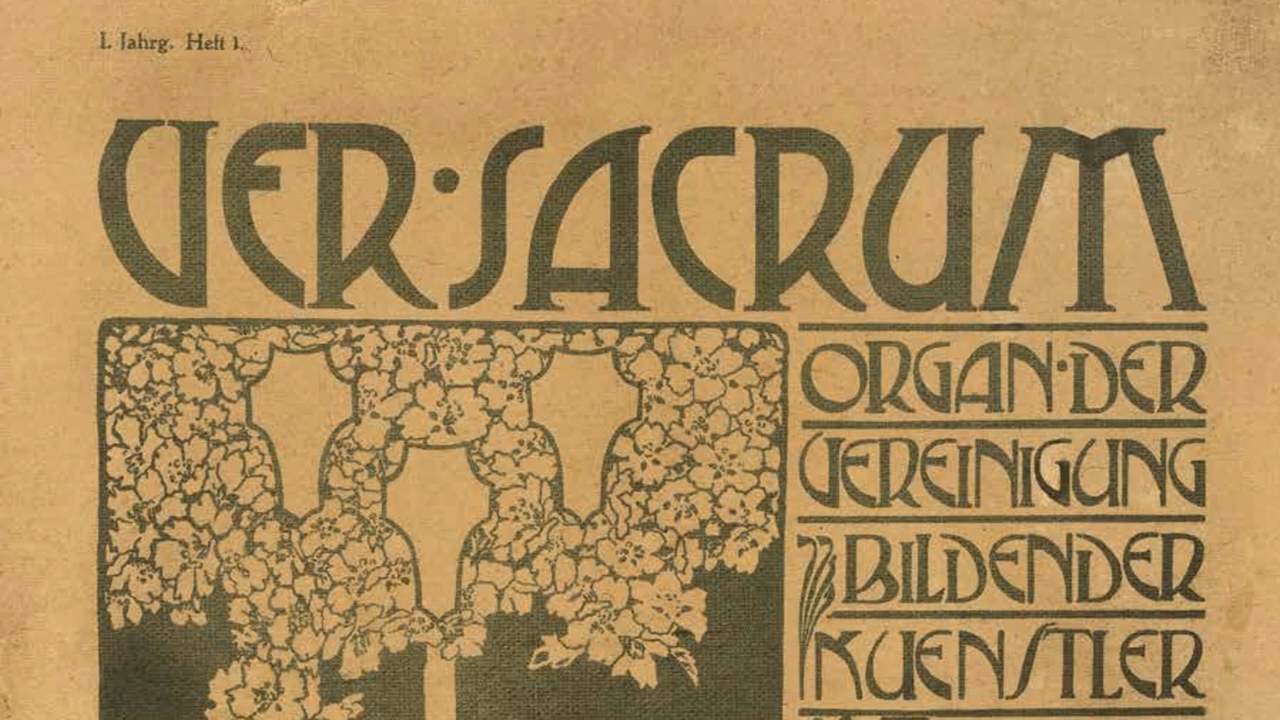 I. Jahrg. Heft 1.
VER·SACRUM
ORGAN·DER
VEREINIGUNG
BILDENDER
KUENSTLER